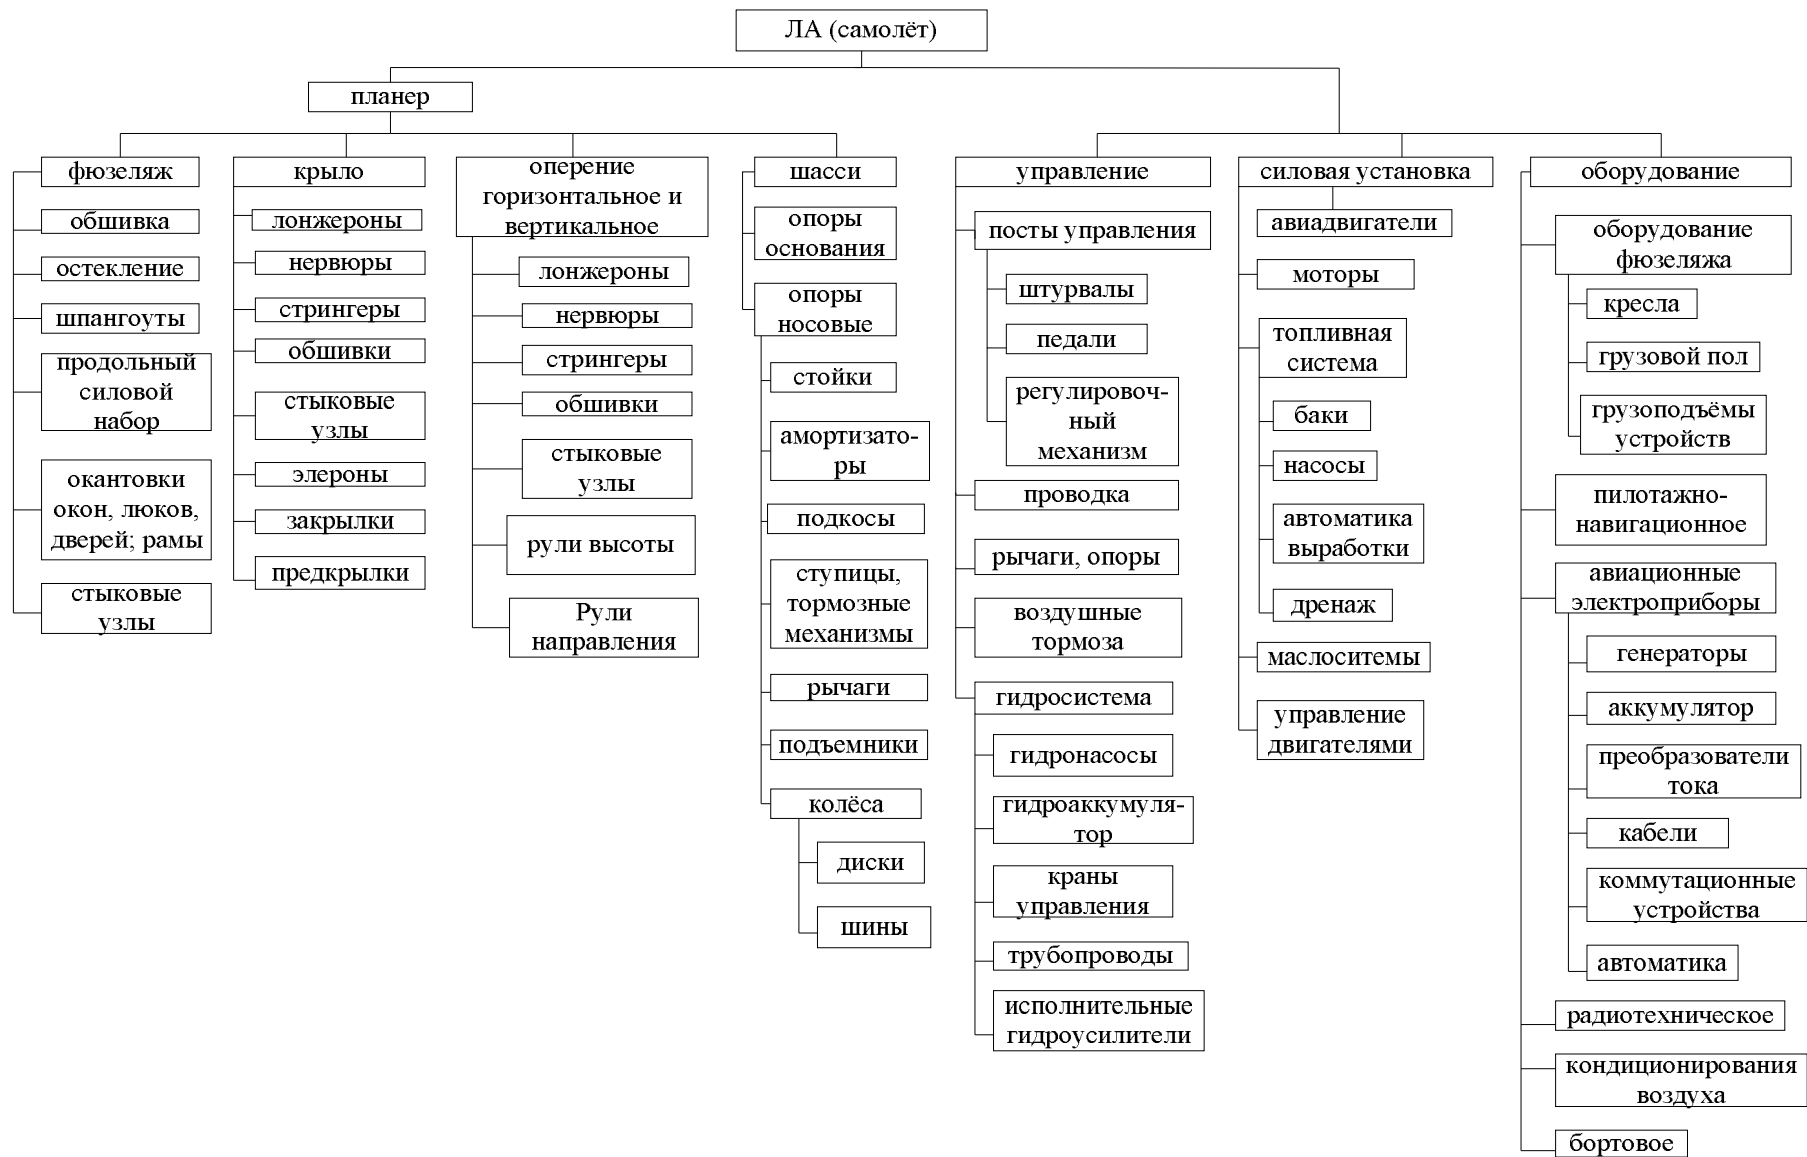 ЛА (самолёт)
планер
фюзеляж
обшивка
остекление
шпангоуты
продольный
силовой
набор
окантовки
окон, люков,
дверей; рамы
стыковые
узлы
крыло
лонжероны
нервюры
стрингеры
обшивки
стыковые
узлы
элероны
закрылки
предкрылки
оперение
горизонтальное и
вертикальное
лонжероны
нервюры
стрингеры
обшивки
стыковые
узлы
рули высоты
Рули
направления
шасси
опоры
основания
опоры
носовые
стойки
амортизато-
ры
подкосы
ступицы,
тормозные
механизмы
рычаги
подъемники
колёса
диски
шины
управление
посты управления
штурвалы
педали
регулировоч-
ный
механизм
проводка
рычаги, опоры
воздушные
тормоза
гидросистема
гидронасосы
гидроаккумуля-
тор
краны
управления
трубопроводы
исполнительные
гидроусилители
силовая установка
авиадвигатели
моторы
топливная
система
баки
насосы
автоматика
выработки
дренаж
маслоситемы
управление
двигателями
оборудование
оборудование
фюзеляжа
кресла
грузовой пол
грузоподъёмы
устройств
пилотажно-
навигационное
авиационные
электроприборы
генераторы
аккумулятор
преобразователи
тока
кабели
коммутационные
устройства
автоматика
радиотехническое
кондиционирования
воздуха
бортовое